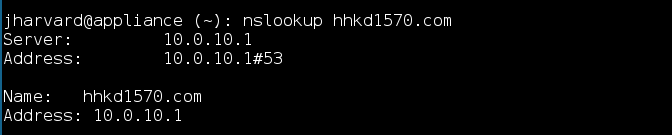 jharvard@appliance (~): nslookup hhkd1570.com
Server:         10.0.10.1
Address:        10.0.10.1#53

Name:   hhkd1570.com
Address: 10.0.10.1